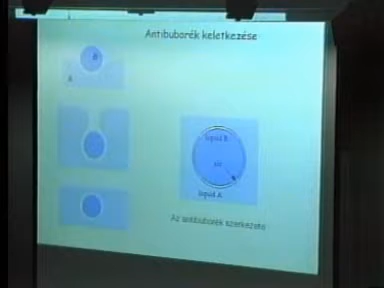 Antibuborék keletkezése
B
A
liquid B
air
liquid A
Az antibuborék szerkezete